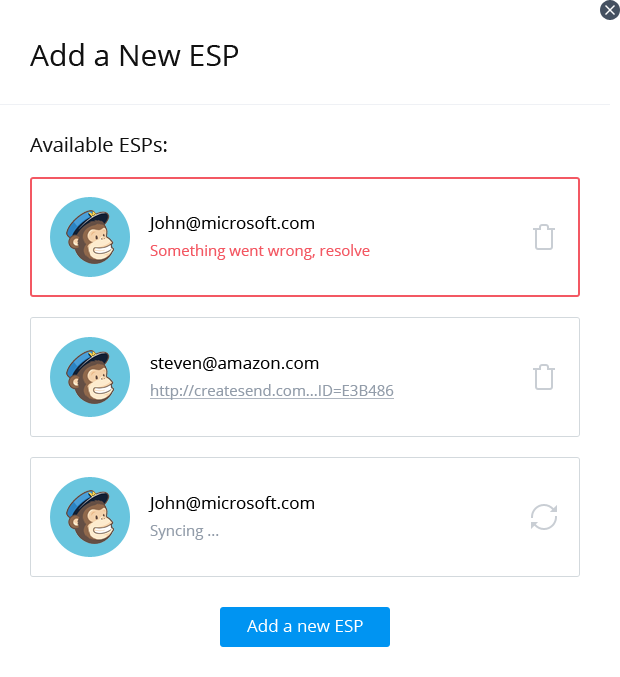 Add a New ESP
Available ESPs:
John@microsoft.com
Something went wrong, resolve
steven@amazon.com
http://createsend.com...ID=E3B486
John@microsoft.com
Syncing ...
Add a new ESP